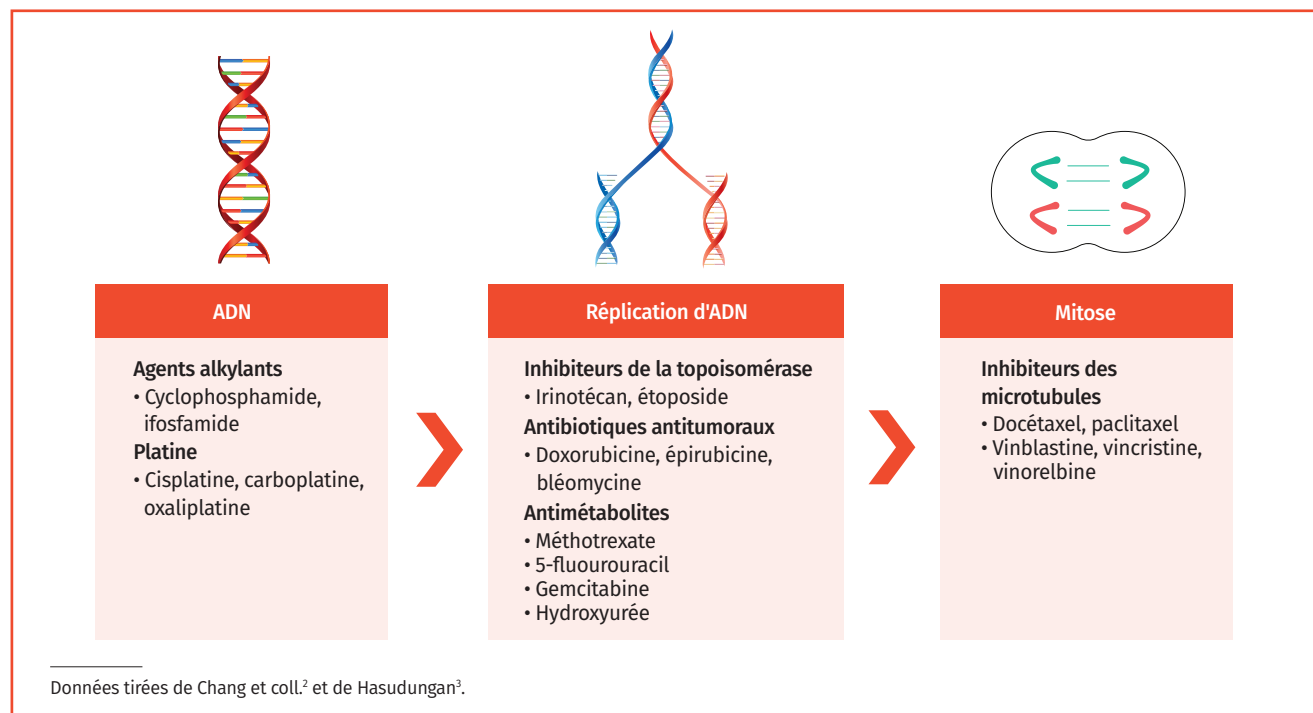 ADN
Agents alkylants
• Cyclophosphamide,
ifosfamide
Platine
• Cisplatine, carboplatine,
oxaliplatine
Réplication d'ADN
Inhibiteurs de la topoisomérase
• Irinotécan, étoposide
Antibiotiques antitumoraux
• Doxorubicine, épirubicine,
bléomycine
Antimétabolites
• Méthotrexate
• 5-fluourouracil
• Gemcitabine
• Hydroxyurée
Mitose
Inhibiteurs des
microtubules
• Docétaxel, paclitaxel
• Vinblastine, vincristine,
vinorelbine
Données tirées de Chang et coll.² et de Hasudungan³.